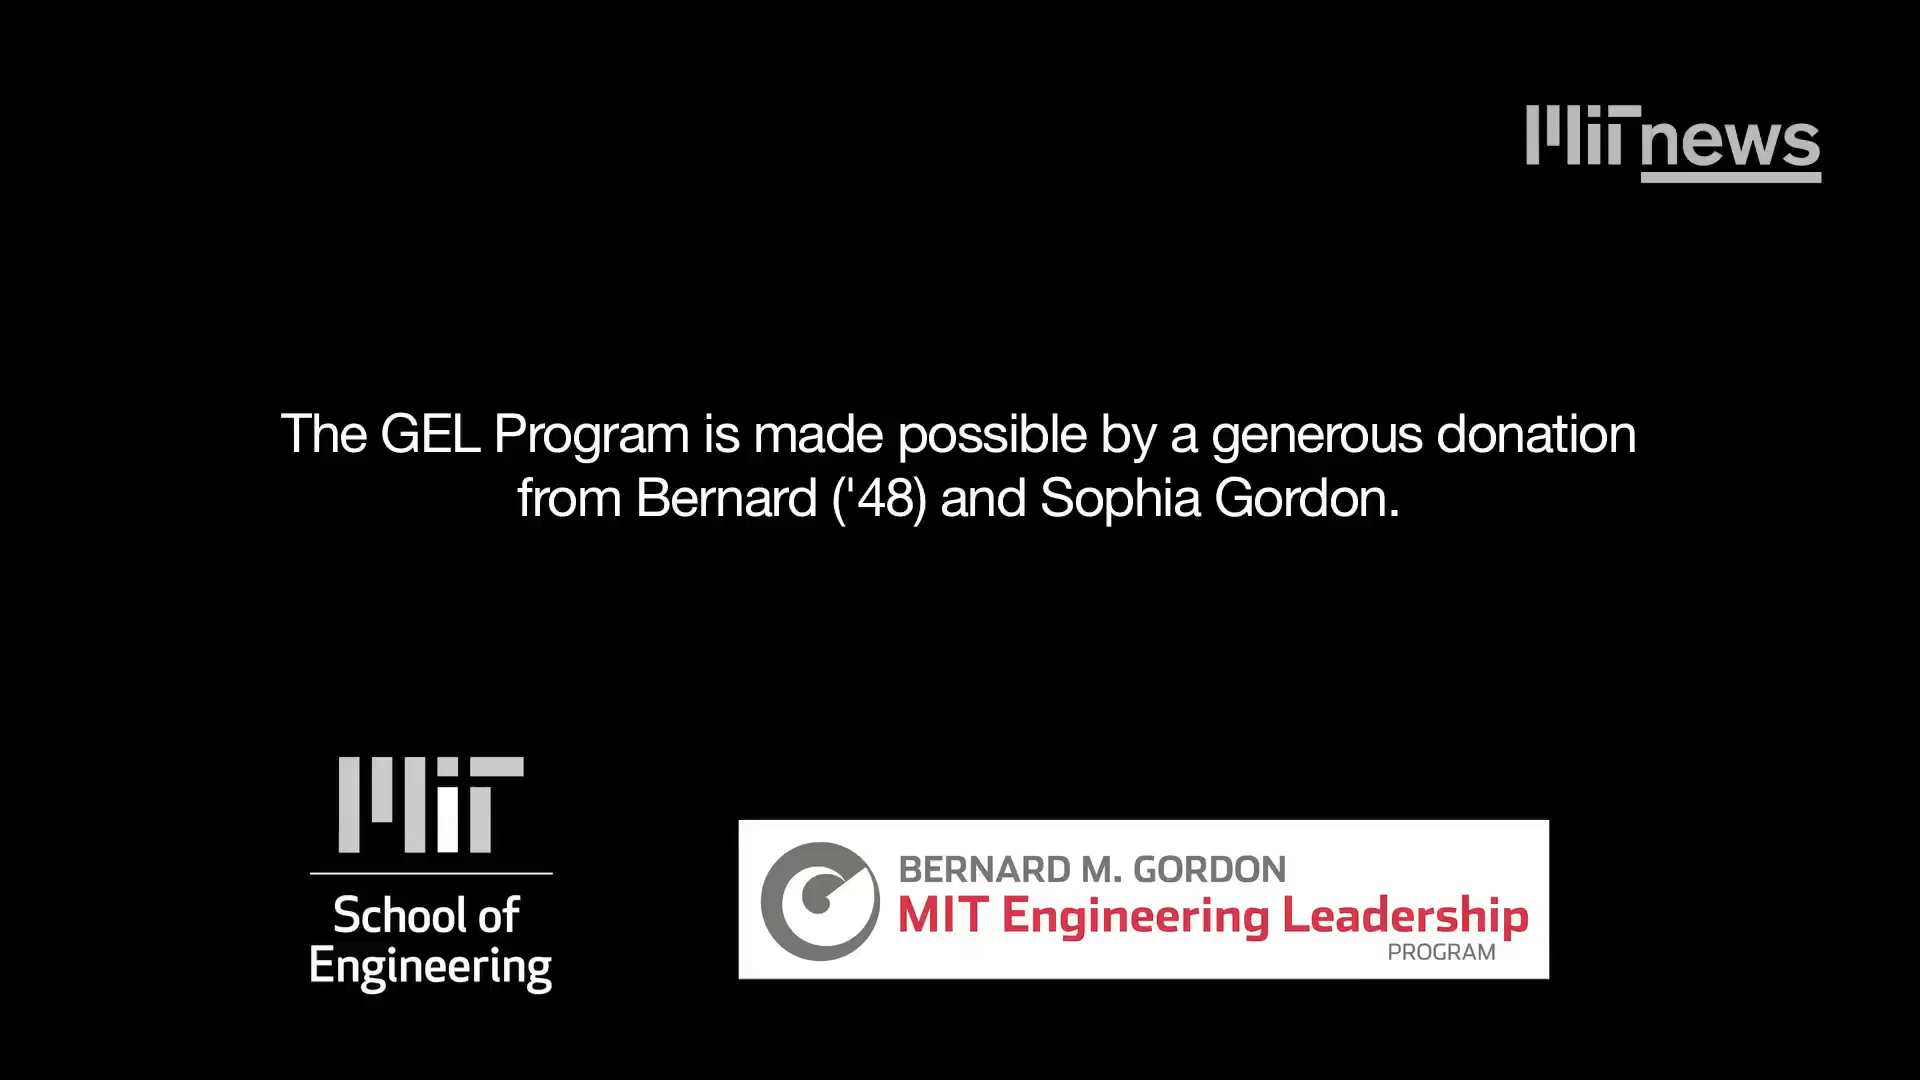 MIT news
The GEL Program is made possible by a generous donation
from Bernard ('48) and Sophia Gordon.
MIT
School of
Engineering
BERNARD M. GORDON
MIT Engineering Leadership
PROGRAM